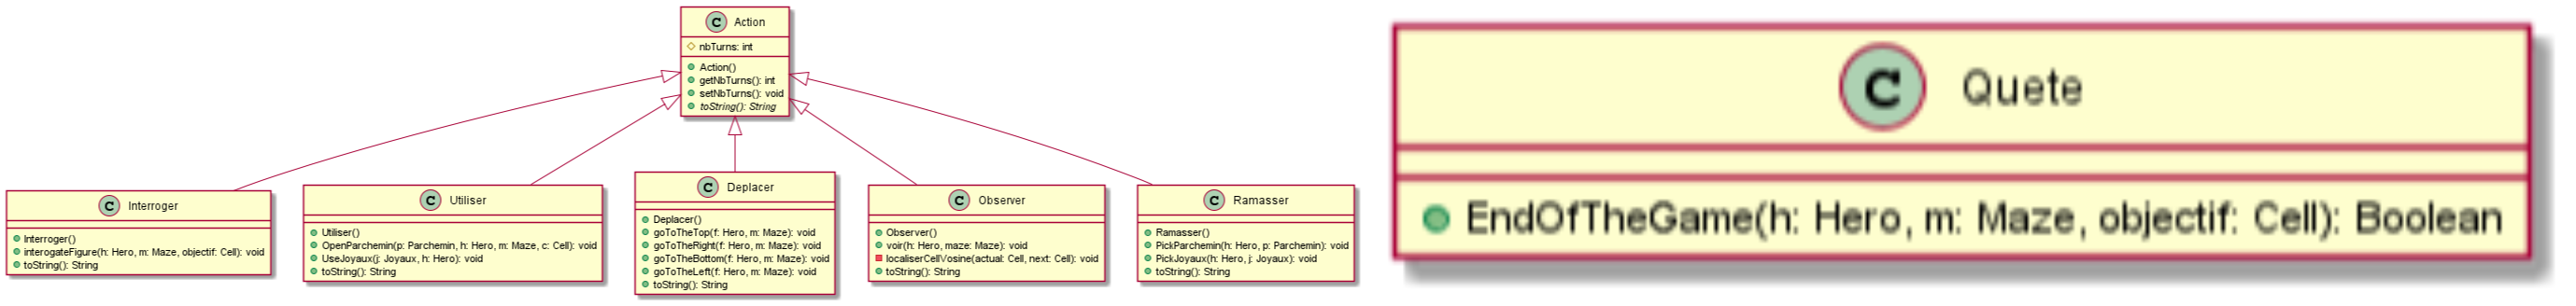 C Action
nbTurns: int
Action()
getNbTurns(): int
setNbTurns(): void
toString(): String
C Interroger
Interroger()
interogateFigure(h: Hero, m: Maze, objectif: Cell): void
toString(): String
C Utiliser
Utiliser()
OpenParchemin(p: Parchemin, h: Hero, m: Maze, c: Cell): void
UseJoyaux(j: Joyaux, h: Hero): void
toString(): String
C Deplacer
Deplacer()
goToTheTop(f: Hero, m: Maze): void
goToTheRight(f: Hero, m: Maze): void
goToTheBottom(f: Hero, m: Maze): void
goToTheLeft(f: Hero, m: Maze): void
toString(): String
C Observer
Observer()
voir(h: Hero, maze: Maze): void
localiserCellVosine(actual: Cell, next: Cell): void
toString(): String
C Ramasser
Ramasser()
PickParchemin(h: Hero, p: Parchemin): void
PickJoyaux(h: Hero, j: Joyaux): void
toString(): String
C Quete
EndOfTheGame(h: Hero, m: Maze, objectif: Cell): Boolean